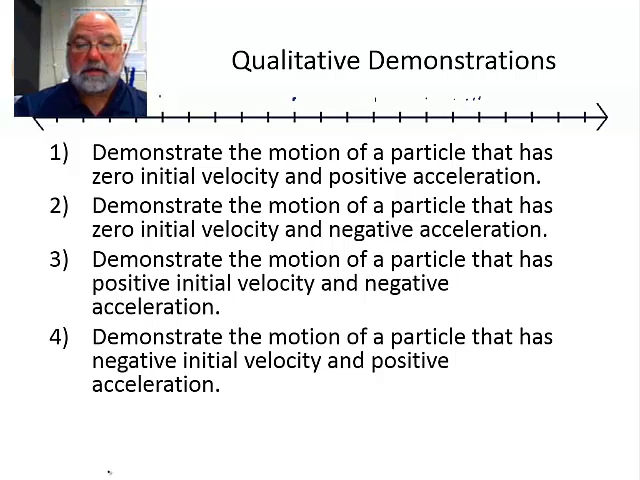 Qualitative Demonstrations
1) Demonstrate the motion of a particle that has
zero initial velocity and positive acceleration.
2) Demonstrate the motion of a particle that has
zero initial velocity and negative acceleration.
3) Demonstrate the motion of a particle that has
positive initial velocity and negative
acceleration.
4) Demonstrate the motion of a particle that has
negative initial velocity and positive
acceleration.